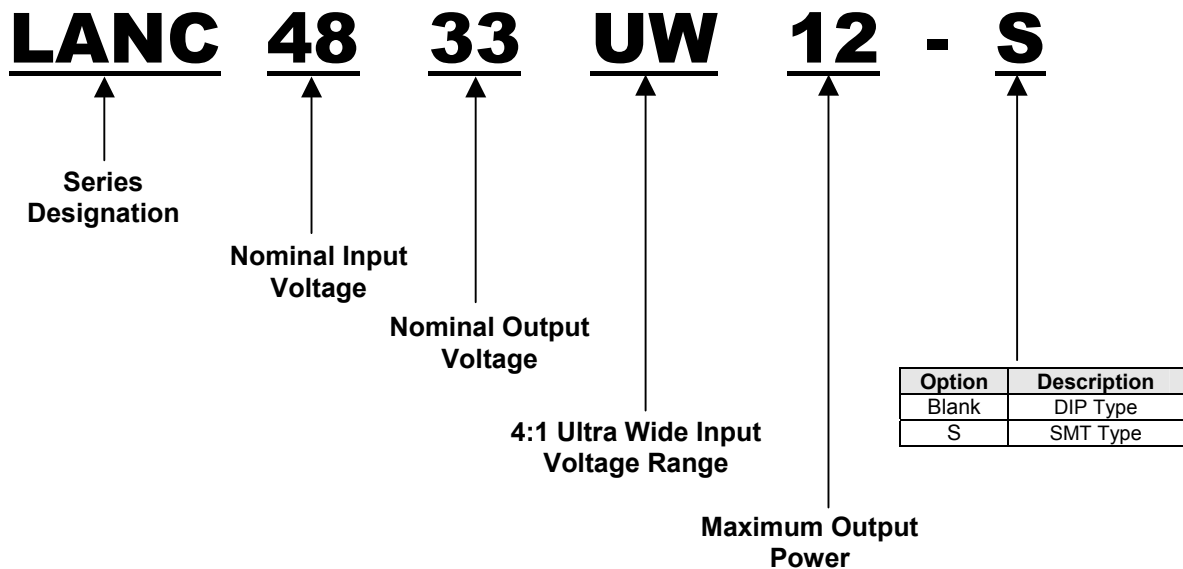 LANC 48 33 UW 12 - S
Series
Designation
Nominal Input
Voltage
Nominal Output
Voltage
4:1 Ultra Wide Input
Voltage Range
Maximum Output
Power
Option Description
Blank DIP Type
S SMT Type